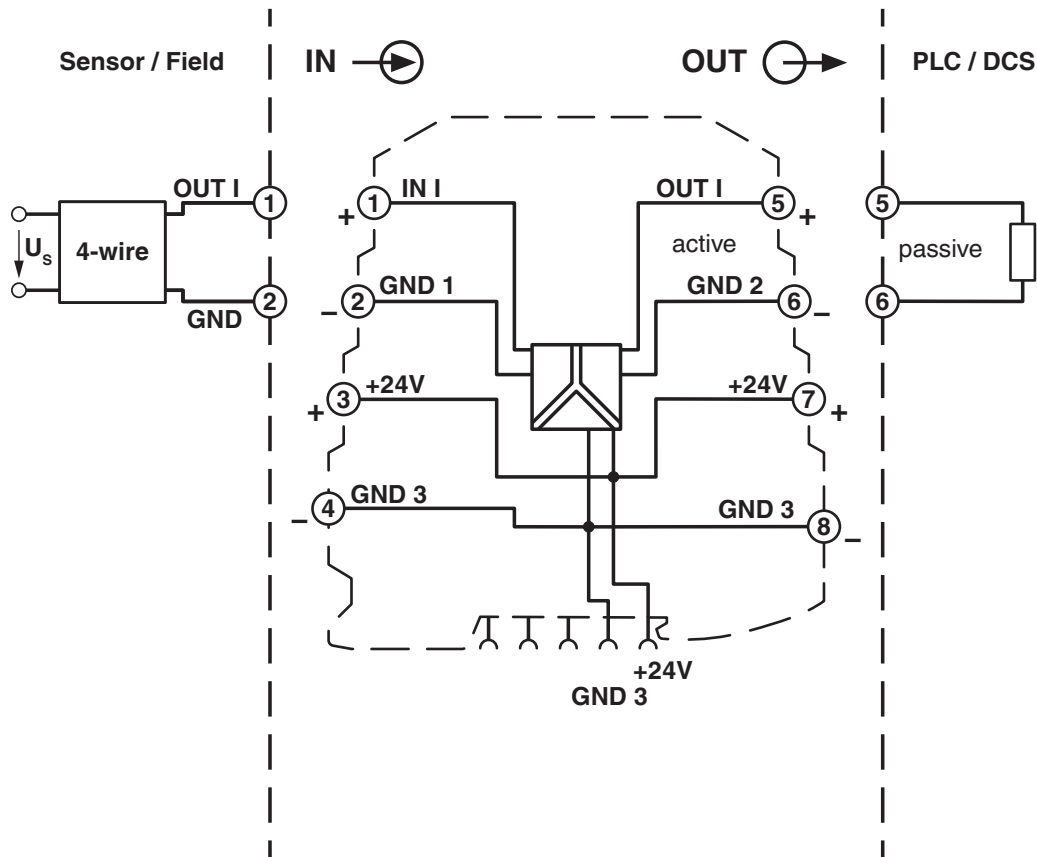 Sensor / Field
IN
OUT
PLC / DCS
OUT I
1
4-wire
Us
2
GND
+
1
IN I
OUT I
5
+
active
−
2
GND 1
GND 2
6
−
+
3
+24V
+24V
7
+
−
4
GND 3
GND 3
8
−
+24V
GND 3
5
passive
6